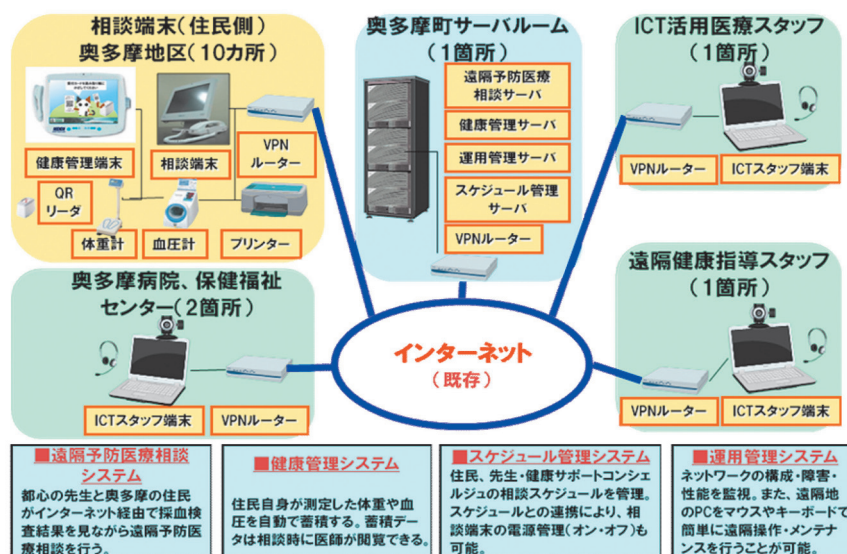 相談端末(住民側)
奥多摩地区(10カ所)
健康管理端末
相談端末
VPN
ルーター
QR
リーダ
体重計
血圧計
プリンター
奥多摩町サーバルーム
(1箇所)
遠隔予防医療
相談サーバ
健康管理サーバ
運用管理サーバ
スケジュール管理
サーバ
VPNルーター
ICT活用医療スタッフ
(1箇所)
VPNルーター
ICTスタッフ端末
奥多摩病院、保健福祉
センター(2箇所)
ICTスタッフ端末
VPNルーター
インターネット
(既存)
遠隔健康指導スタッフ
(1箇所)
VPNルーター
ICTスタッフ端末
■遠隔予防医療相談
システム
都心の先生と奥多摩の住民
がインターネット経由で採血検
査結果を見ながら遠隔予防医
療相談を行う。
■健康管理システム
住民自身が測定した体重や血
圧を自動で蓄積する。蓄積デー
タは相談時に医師が閲覧できる。
■スケジュール管理システム
住民、先生・健康サポートコンシェ
ルジュの相談スケジュールを管理。
スケジュールとの連携により、相
談端末の電源管理(オン・オフ)も
可能。
■運用管理システム
ネットワークの構成・障害・
性能を監視。また、遠隔地
のPCをマウスやキーボードで
簡単に遠隔操作・メンテナ
ンスを行うことが可能。